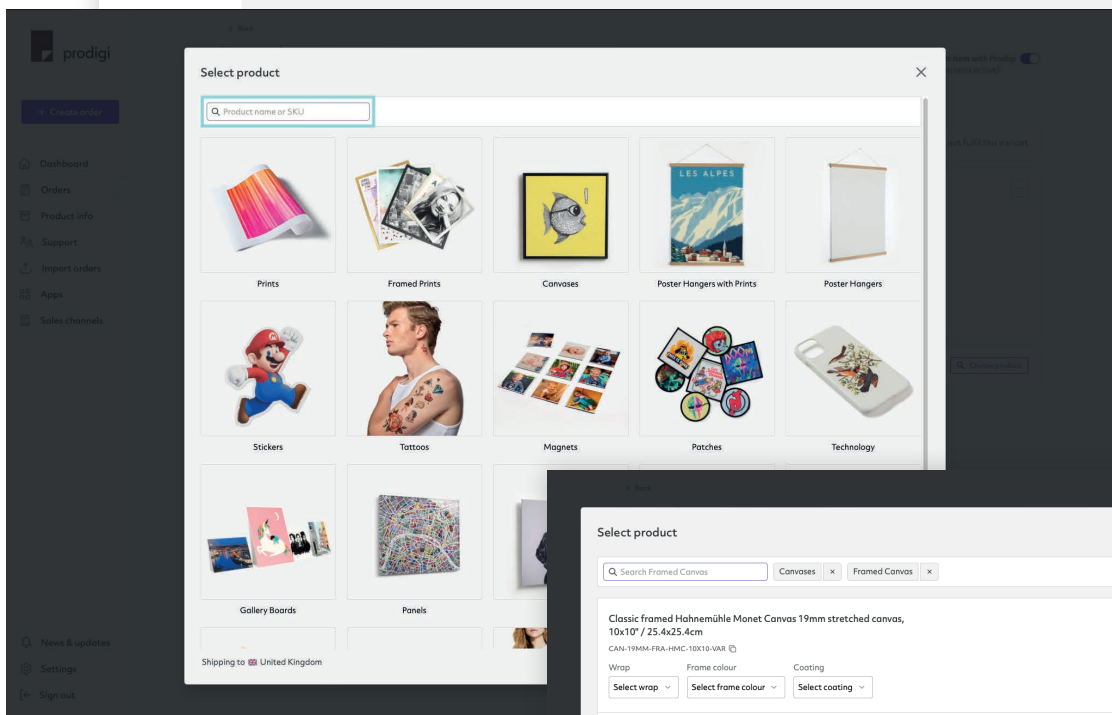 < Back
prodigi
+ Create order
Dashboard
Orders
Product info
Support
Import orders
Apps
Sales channels
News & updates
Settings
Sign out
Select product
Product name or SKU
LES ALPES
Prints
Framed Prints
Canvases
Poster Hangers with Prints
Poster Hangers
DOOM
Stickers
Tattoos
Magnets
Patches
Technology
Gallery Boards
Panels
Shipping to United Kingdom
< Back
Select product
Search Framed Canvas
Canvases ×
Framed Canvas ×
Classic framed Hahnemühle Monet Canvas 19mm stretched canvas,
10x10" / 25.4x25.4cm
CAN-19MM-FRA-HMC-10X10-VAR
Wrap Frame colour Coating
Select wrap Select frame colour Select coating